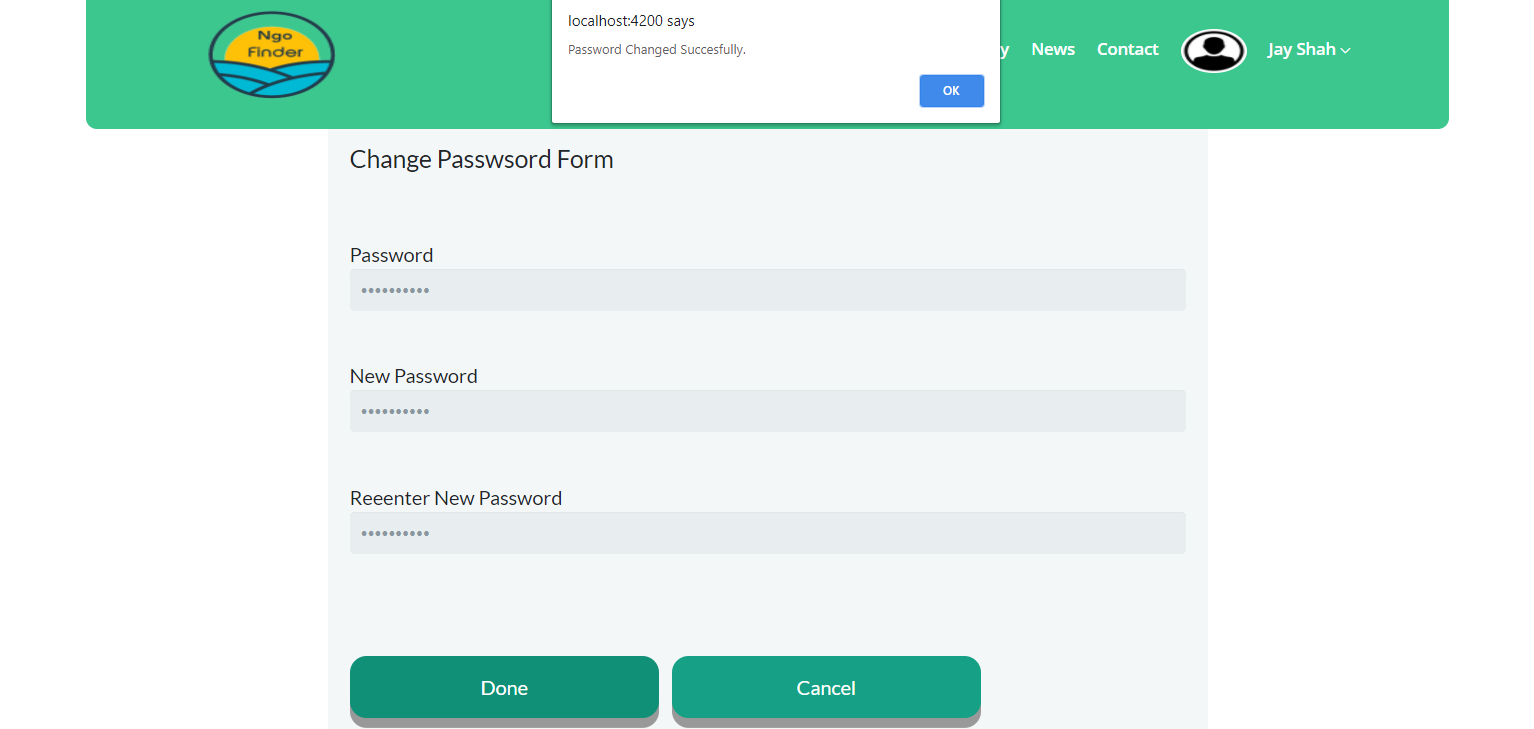 Ngo
Finder
localhost:4200 says
Password Changed Succesfully.
OK
y News Contact Jay Shah
Change Passwsord Form
Password
••••••••••
New Password
••••••••••
Reeenter New Password
••••••••••
Done Cancel